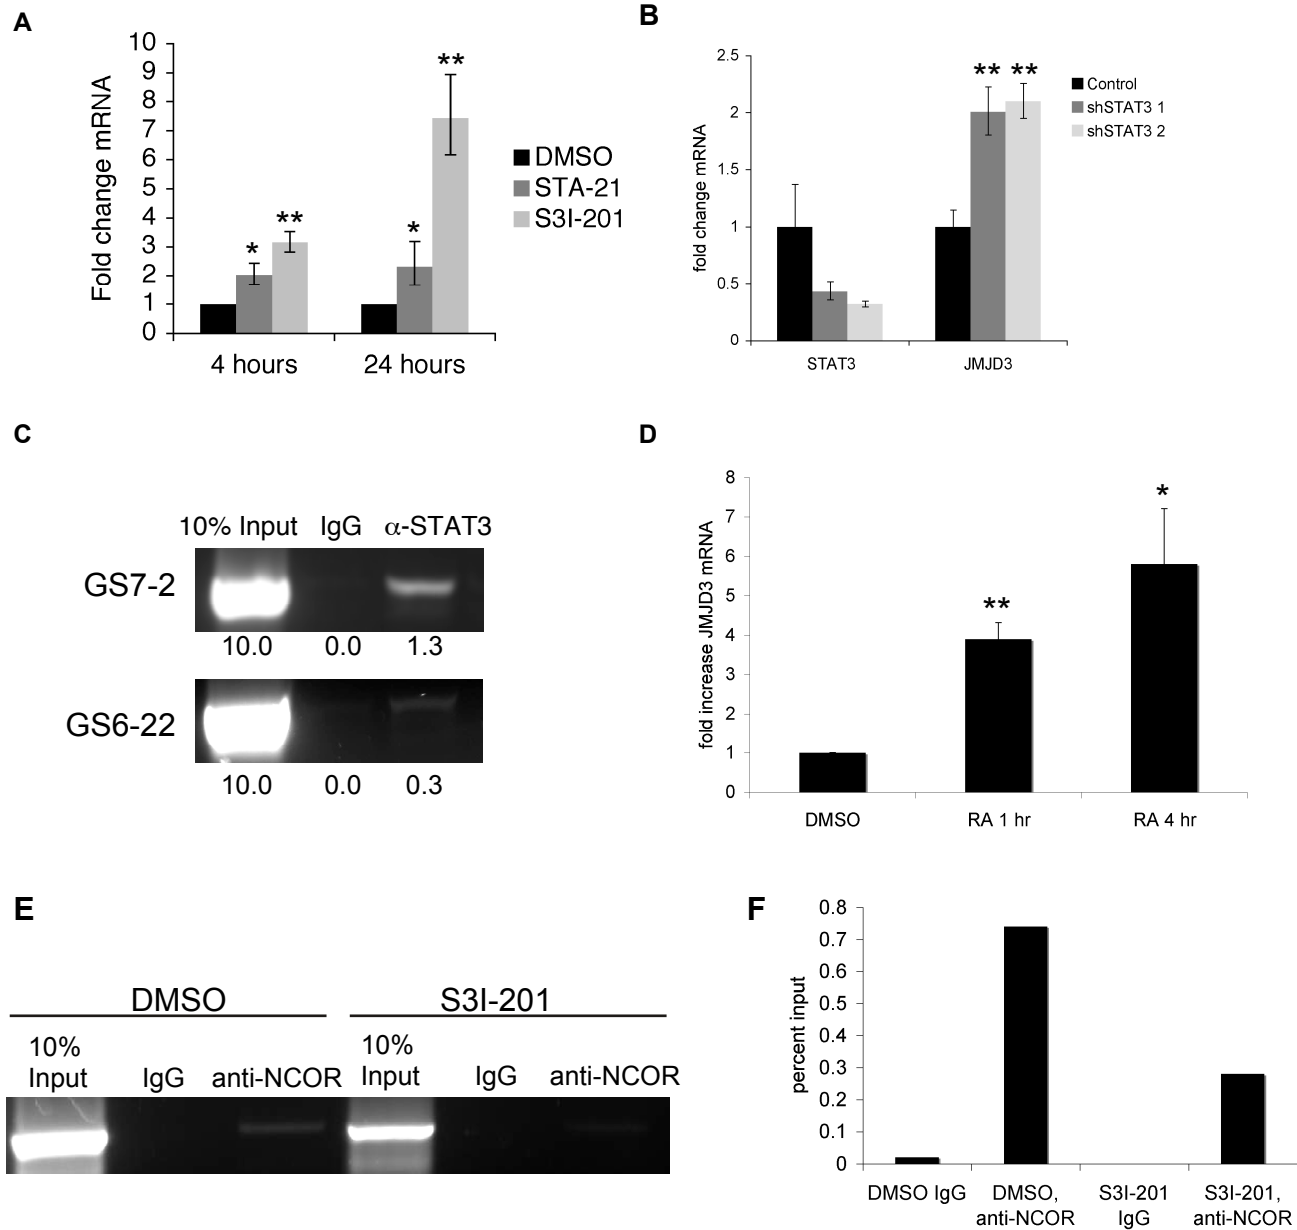 A
Fold change mRNA
10
9
8
7
6
5
4
3
2
1
0
*
**
*
**
4 hours
24 hours
DMSO
STA-21
S3I-201
B
fold change mRNA
2.5
2
1.5
1
0.5
0
** **
STAT3
JMJD3
Control
shSTAT3 1
shSTAT3 2
C
10% Input IgG α-STAT3
GS7-2
10.0 0.0 1.3
GS6-22
10.0 0.0 0.3
D
fold increase JMJD3 mRNA
8
7
6
5
4
3
2
1
0
**
*
DMSO
RA 1 hr
RA 4 hr
E
DMSO
S3I-201
10%
Input
IgG
anti-NCOR
10%
Input
IgG
anti-NCOR
F
percent input
0.8
0.7
0.6
0.5
0.4
0.3
0.2
0.1
0
DMSO IgG
DMSO,
anti-NCOR
S3I-201
IgG
S3I-201,
anti-NCOR